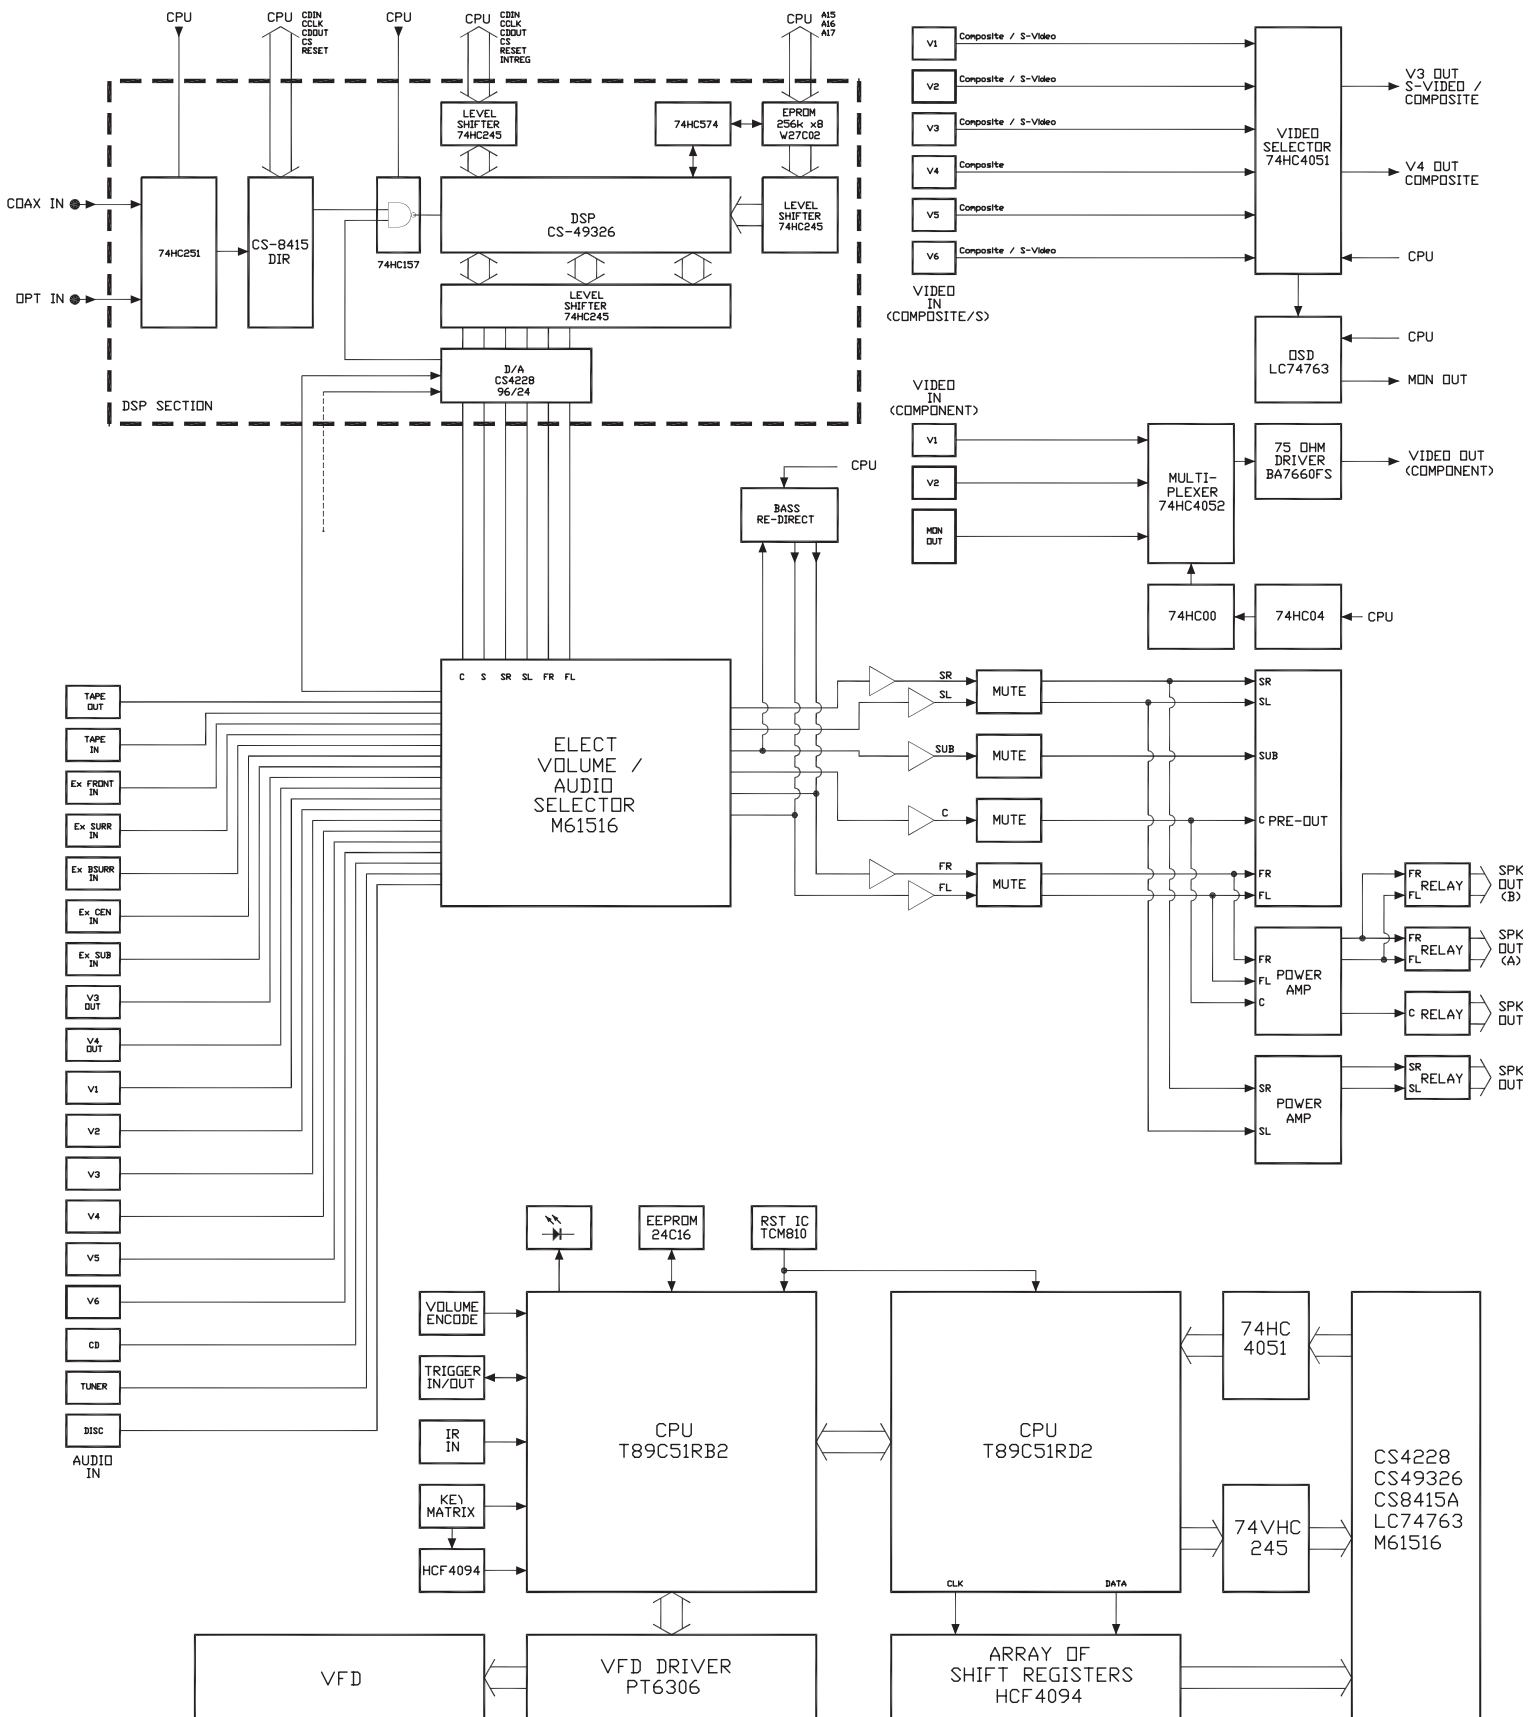 CPU
CPU
CDIN
CCLK
CDOUT
CS
RESET
CPU
CPU
CDIN
CCLK
CDOUT
CS
RESET
INTREG
CPU
A15
A16
A17
LEVEL
SHIFTER
74HC245
74HC574
EPROM
256k x8
W27C02
COAX IN
OPT IN
74HC251
CS-8415
DIR
74HC157
DSP
CS-49326
LEVEL
SHIFTER
74HC245
LEVEL
SHIFTER
74HC245
D/A
CS4228
96/24
DSP SECTION
V1
Composite / S-Video
V2
Composite / S-Video
V3
Composite / S-Video
V4
Composite
V5
Composite
V6
Composite / S-Video
VIDEO
IN
(COMPOSITE/S)
VIDEO
SELECTOR
74HC4051
V3 OUT
S-VIDEO /
COMPOSITE
V4 OUT
COMPOSITE
CPU
OSD
LC74763
CPU
MON OUT
VIDEO
IN
(COMPONENT)
V1
V2
MON
OUT
MULTI-
PLEXER
74HC4052
75 OHM
DRIVER
BA7660FS
VIDEO OUT
(COMPONENT)
74HC00
74HC04
CPU
CPU
BASS
RE-DIRECT
C S SR SL FR FL
ELECT
VOLUME /
AUDIO
SELECTOR
M61516
TAPE
OUT
TAPE
IN
Ex FRONT
IN
Ex SURR
IN
Ex BSURR
IN
Ex CEN
IN
Ex SUB
IN
V3
OUT
V4
OUT
V1
V2
V3
V4
V5
V6
CD
TUNER
DISC
AUDIO
IN
SR
SL
MUTE
SUB
MUTE
C
MUTE
FR
FL
MUTE
SR
SL
SUB
C PRE-OUT
FR
FL
FR
FL
C
POWER
AMP
SR
SL
POWER
AMP
FR
FL
RELAY
SPK
OUT
(B)
FR
FL
RELAY
SPK
OUT
(A)
C RELAY
SPK
OUT
SR
SL
RELAY
SPK
OUT
EEPROM
24C16
RST IC
TCM810
VOLUME
ENCODE
TRIGGER
IN/OUT
IR
IN
MATRIX
HCF4094
CPU
T89C51RB2
CPU
T89C51RD2
CLK
DATA
74HC
4051
74VHC
245
CS4228
CS49326
CS8415A
LC74763
M61516
VFD
VFD DRIVER
PT6306
ARRAY OF
SHIFT REGISTERS
HCF4094